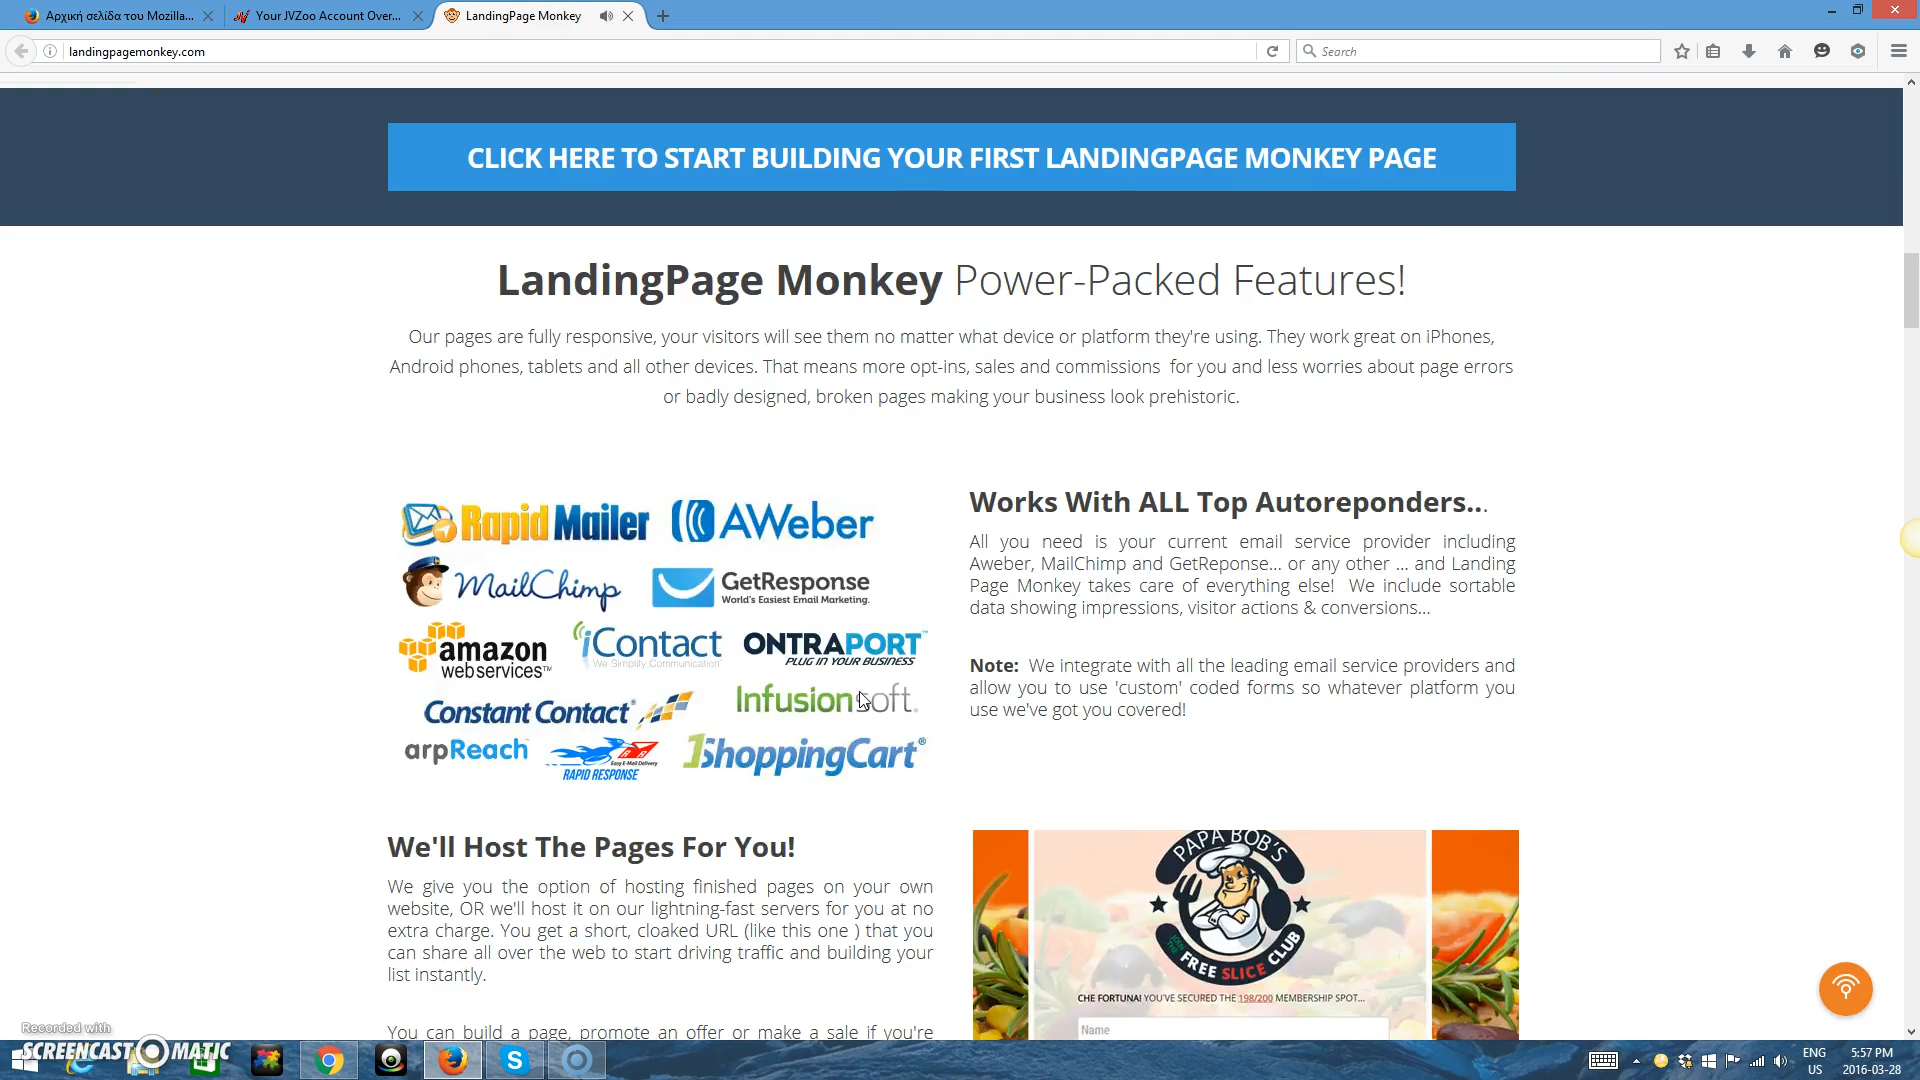 Αρχική σελίδα του Mozilla...
Your JVZoo Account Over...
LandingPage Monkey
landingpagemonkey.com
Search
CLICK HERE TO START BUILDING YOUR FIRST LANDINGPAGE MONKEY PAGE
LandingPage Monkey Power-Packed Features!
Our pages are fully responsive, your visitors will see them no matter what device or platform they're using. They work great on iPhones,
Android phones, tablets and all other devices. That means more opt-ins, sales and commissions for you and less worries about page errors
or badly designed, broken pages making your business look prehistoric.
Rapid Mailer
AWeber
MailChimp
GetResponse
World's Easiest Email Marketing.
amazon
webservices™
iContact
We Simplify Communication
ONTRAPORT™
PLUG IN YOUR BUSINESS
Constant Contact®
Infusionsoft.
arpReach
Easy E-Mail Delivery
RAPID RESPONSE
1ShoppingCart®
Works With ALL Top Autoreponders...
All you need is your current email service provider including
Aweber, MailChimp and GetReponse... or any other ... and Landing
Page Monkey takes care of everything else! We include sortable
data showing impressions, visitor actions & conversions...
Note: We integrate with all the leading email service providers and
allow you to use 'custom' coded forms so whatever platform you
use we've got you covered!
We'll Host The Pages For You!
We give you the option of hosting finished pages on your own
website, OR we'll host it on our lightning-fast servers for you at no
extra charge. You get a short, cloaked URL (like this one ) that you
can share all over the web to start driving traffic and building your
list instantly.
You can build a page, promote an offer or make a sale if you're
PAPA BOB'S
JOIN THE
FREE SLICE CLUB
CHE FORTUNA! YOU'VE SECURED THE 198/200 MEMBERSHIP SPOT...
Name
Recorded with
SCREENCAST-O-MATIC
ENG
US
5:57 PM
2016-03-28